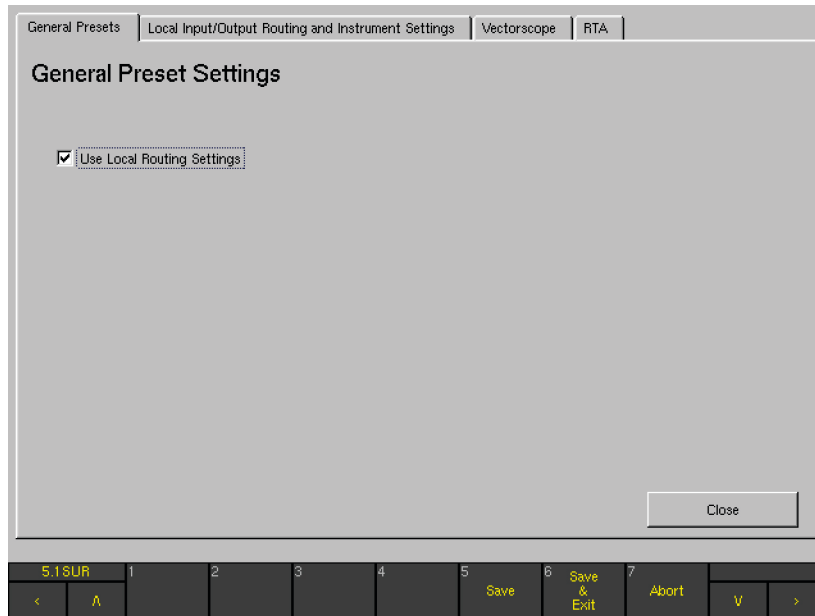 General Presets
Local Input/Output Routing and Instrument Settings
Vectorscope
RTA
General Preset Settings
Use Local Routing Settings
Close
5.1SUR
<
Λ
1
2
3
4
5
Save
6
Save
&
Exit
7
Abort
V
>